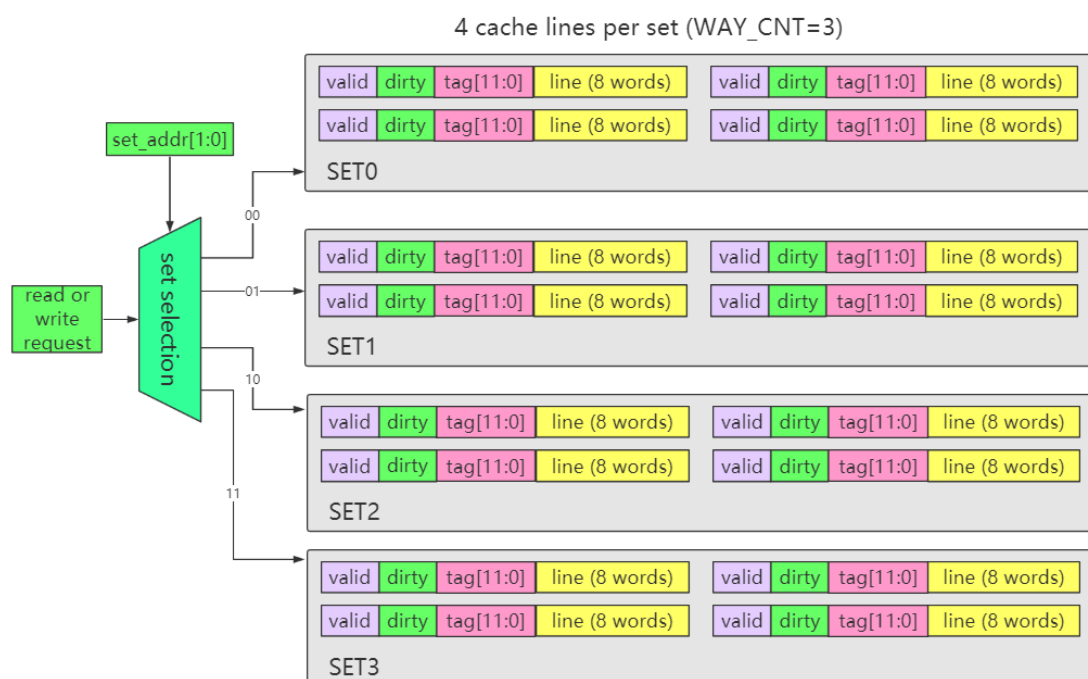 4 cache lines per set (WAY_CNT=3)
valid dirty tag[11:0] line (8 words) valid dirty tag[11:0] line (8 words)
valid dirty tag[11:0] line (8 words) valid dirty tag[11:0] line (8 words)
SET0
set_addr[1:0]
00
valid dirty tag[11:0] line (8 words) valid dirty tag[11:0] line (8 words)
valid dirty tag[11:0] line (8 words) valid dirty tag[11:0] line (8 words)
SET1
read or
write
request
set selection
01
10
valid dirty tag[11:0] line (8 words) valid dirty tag[11:0] line (8 words)
valid dirty tag[11:0] line (8 words) valid dirty tag[11:0] line (8 words)
SET2
11
valid dirty tag[11:0] line (8 words) valid dirty tag[11:0] line (8 words)
valid dirty tag[11:0] line (8 words) valid dirty tag[11:0] line (8 words)
SET3